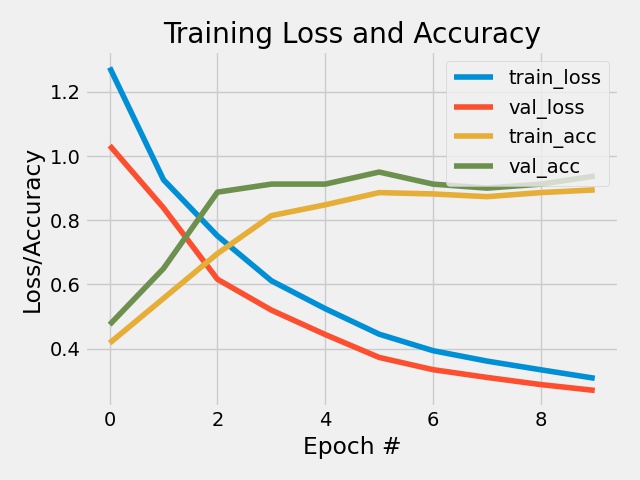 Training Loss and Accuracy
train_loss
val_loss
train_acc
val_acc
Loss/Accuracy
1.2
1.0
0.8
0.6
0.4
0 2 4 6 8
Epoch #